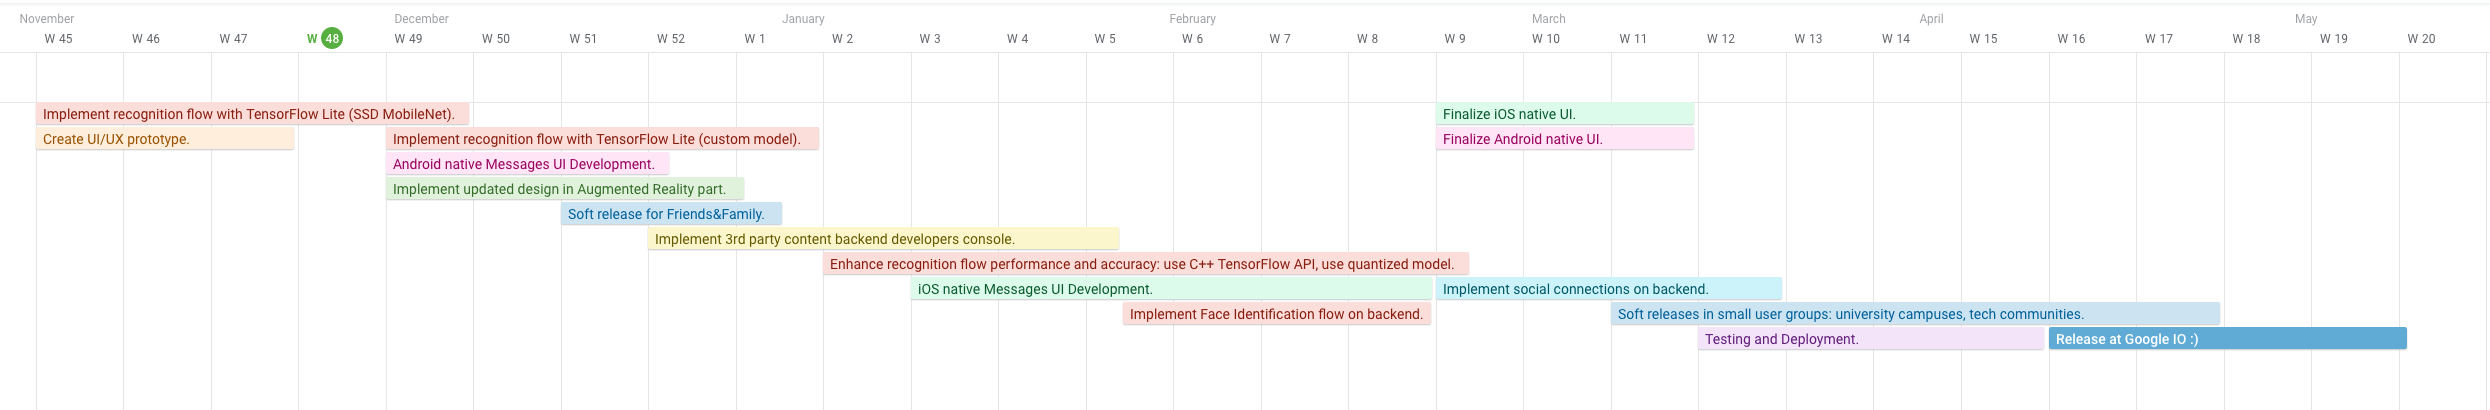 November December January February March April May
W 45 W 46 W 47 W 48 W 49 W 50 W 51 W 52 W 1 W 2 W 3 W 4 W 5 W 6 W 7 W 8 W 9 W 10 W 11 W 12 W 13 W 14 W 15 W 16 W 17 W 18 W 19 W 20
Implement recognition flow with TensorFlow Lite (SSD MobileNet). Finalize iOS native UI.
Create UI/UX prototype. Implement recognition flow with TensorFlow Lite (custom model). Finalize Android native UI.
Android native Messages UI Development.
Implement updated design in Augmented Reality part.
Soft release for Friends&Family.
Implement 3rd party content backend developers console.
Enhance recognition flow performance and accuracy: use C++ TensorFlow API, use quantized model.
iOS native Messages UI Development. Implement social connections on backend.
Implement Face Identification flow on backend. Soft releases in small user groups: university campuses, tech communities.
Testing and Deployment. Release at Google IO :)